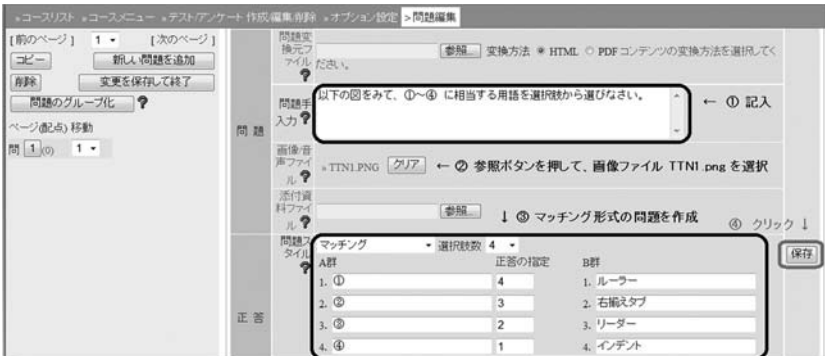 »コースリスト »コースメニュー »テスト/アンケート 作成/編集/削除 »オプション設定 >問題編集
[前のページ] 1 [次のページ]
コピー 新しい問題を追加
削除 変更を保存して終了
問題のグループ化 ?
ページ(配点)移動
問 1 (0) 1
問題
問題変換元ファイル ?
参照... 変換方法 HTML PDF コンテンツの変換方法を選択してください。
問題手入力 ?
以下の図をみて、①～④ に相当する用語を選択肢から選びなさい。
← ① 記入
画像/音声ファイル ?
»TTN1.PNG クリア ← ② 参照ボタンを押して、画像ファイル TTN1.png を選択
添付資料ファイル ?
参照... ↓ ③ マッチング形式の問題を作成
④ クリック ↓
保存
正答
問題スタイル ?
マッチング 選択肢数 4
A群 正答の指定 B群
1. ① 4 1. ルーラー
2. ② 3 2. 右揃えタブ
3. ③ 2 3. リーダー
4. ④ 1 4. インデント